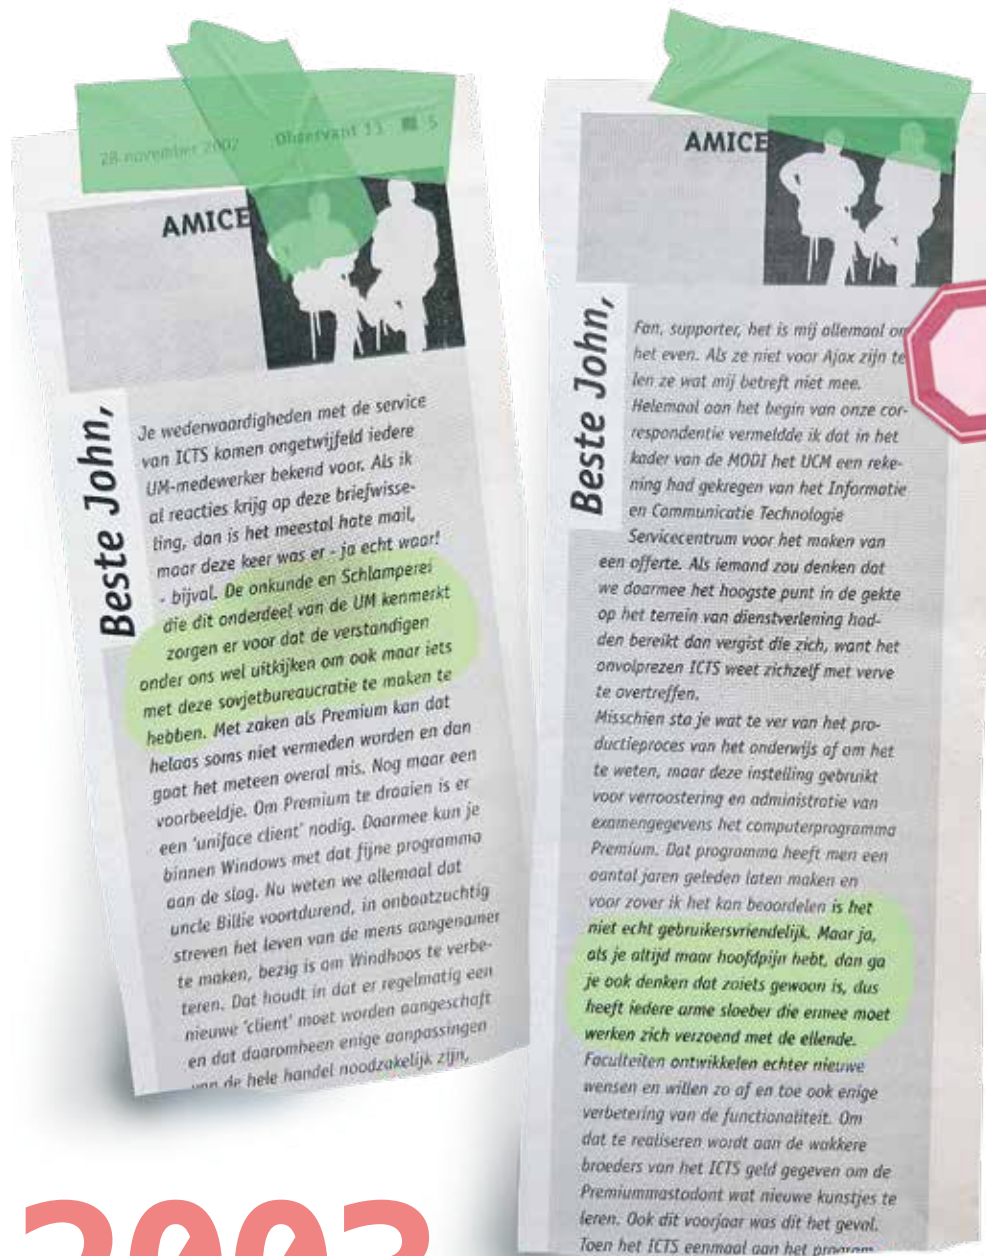 28 november 2002 Observant 13 5
AMICE
Beste John,
Je wederwaardigheden met de service
van ICTS komen ongetwijfeld iedere
UM-medewerker bekend voor. Als ik
al reacties krijg op deze briefwisse-
ling, dan is het meestal hate mail,
maar deze keer was er - ja echt waar!
- bijval. De onkunde en Schlamperei
die dit onderdeel van de UM kenmerkt
zorgen er voor dat de verstandigen
onder ons wel uitkijken om ook maar iets
met deze sovjetbureaucratie te maken te
hebben. Met zaken als Premium kan dat
helaas soms niet vermeden worden en dan
gaat het meteen overal mis. Nog maar een
voorbeeldje. Om Premium te draaien is er
een 'uniface client' nodig. Daarmee kun je
binnen Windows met dat fijne programma
aan de slag. Nu weten we allemaal dat
uncle Billie voortdurend, in onbaatzuchtig
streven het leven van de mens aangenamer
te maken, bezig is om Windhoos te verbe-
teren. Dat houdt in dat er regelmatig een
nieuwe 'client' moet worden aangeschaft
en dat daaromheen enige aanpassingen
van de hele handel noodzakelijk zijn,
AMICE
Beste John,
Fan, supporter, het is mij allemaal om
het even. Als ze niet voor Ajax zijn te
len ze wat mij betreft niet mee.
Helemaal aan het begin van onze cor-
respondentie vermeldde ik dat in het
kader van de MODI het UCM een reke-
ning had gekregen van het Informatie
en Communicatie Technologie
Servicecentrum voor het maken van
een offerte. Als iemand zou denken dat
we daarmee het hoogste punt in de gekte
op het terrein van dienstverlening had-
den bereikt dan vergist die zich, want het
onvolprezen ICTS weet zichzelf met verve
te overtreffen.
Misschien sta je wat te ver van het pro-
ductieproces van het onderwijs af om het
te weten, maar deze instelling gebruikt
voor verroostering en administratie van
examengegevens het computerprogramma
Premium. Dat programma heeft men een
aantal jaren geleden laten maken en
voor zover ik het kan beoordelen is het
niet echt gebruikersvriendelijk. Maar ja,
als je altijd maar hoofdpijn hebt, dan ga
je ook denken dat zoiets gewoon is, dus
heeft iedere arme sloeber die ermee moet
werken zich verzoend met de ellende.
Faculteiten ontwikkelen echter nieuwe
wensen en willen zo af en toe ook enige
verbetering van de functionaliteit. Om
dat te realiseren wordt aan de wakkere
broeders van het ICTS geld gegeven om de
Premiummastodont wat nieuwe kunstjes te
leren. Ook dit voorjaar was dit het geval.
Toen het ICTS eenmaal aan het program
2002